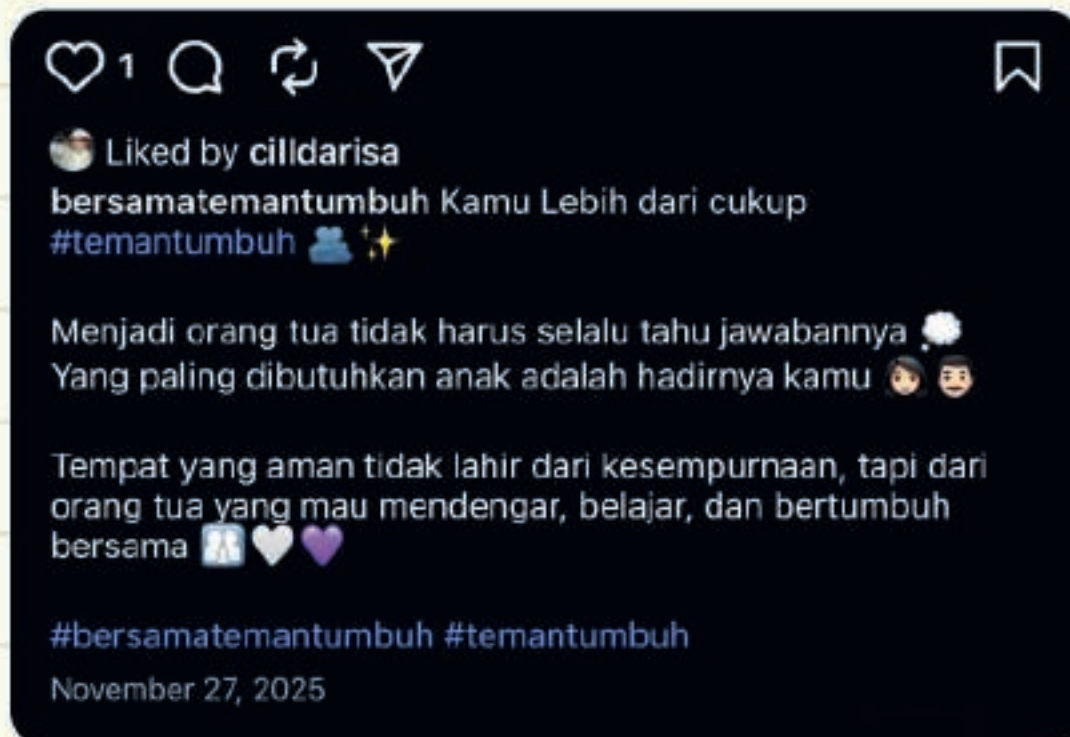 1
Liked by cilldarisa
bersamatemantumbuh Kamu Lebih dari cukup
#temantumbuh 🫂✨
Menjadi orang tua tidak harus selalu tahu jawabannya 💭
Yang paling dibutuhkan anak adalah hadirnya kamu 👩🏻👨🏻
Tempat yang aman tidak lahir dari kesempurnaan, tapi dari
orang tua yang mau mendengar, belajar, dan bertumbuh
bersama 🤍💜
#bersamatemantumbuh #temantumbuh
November 27, 2025